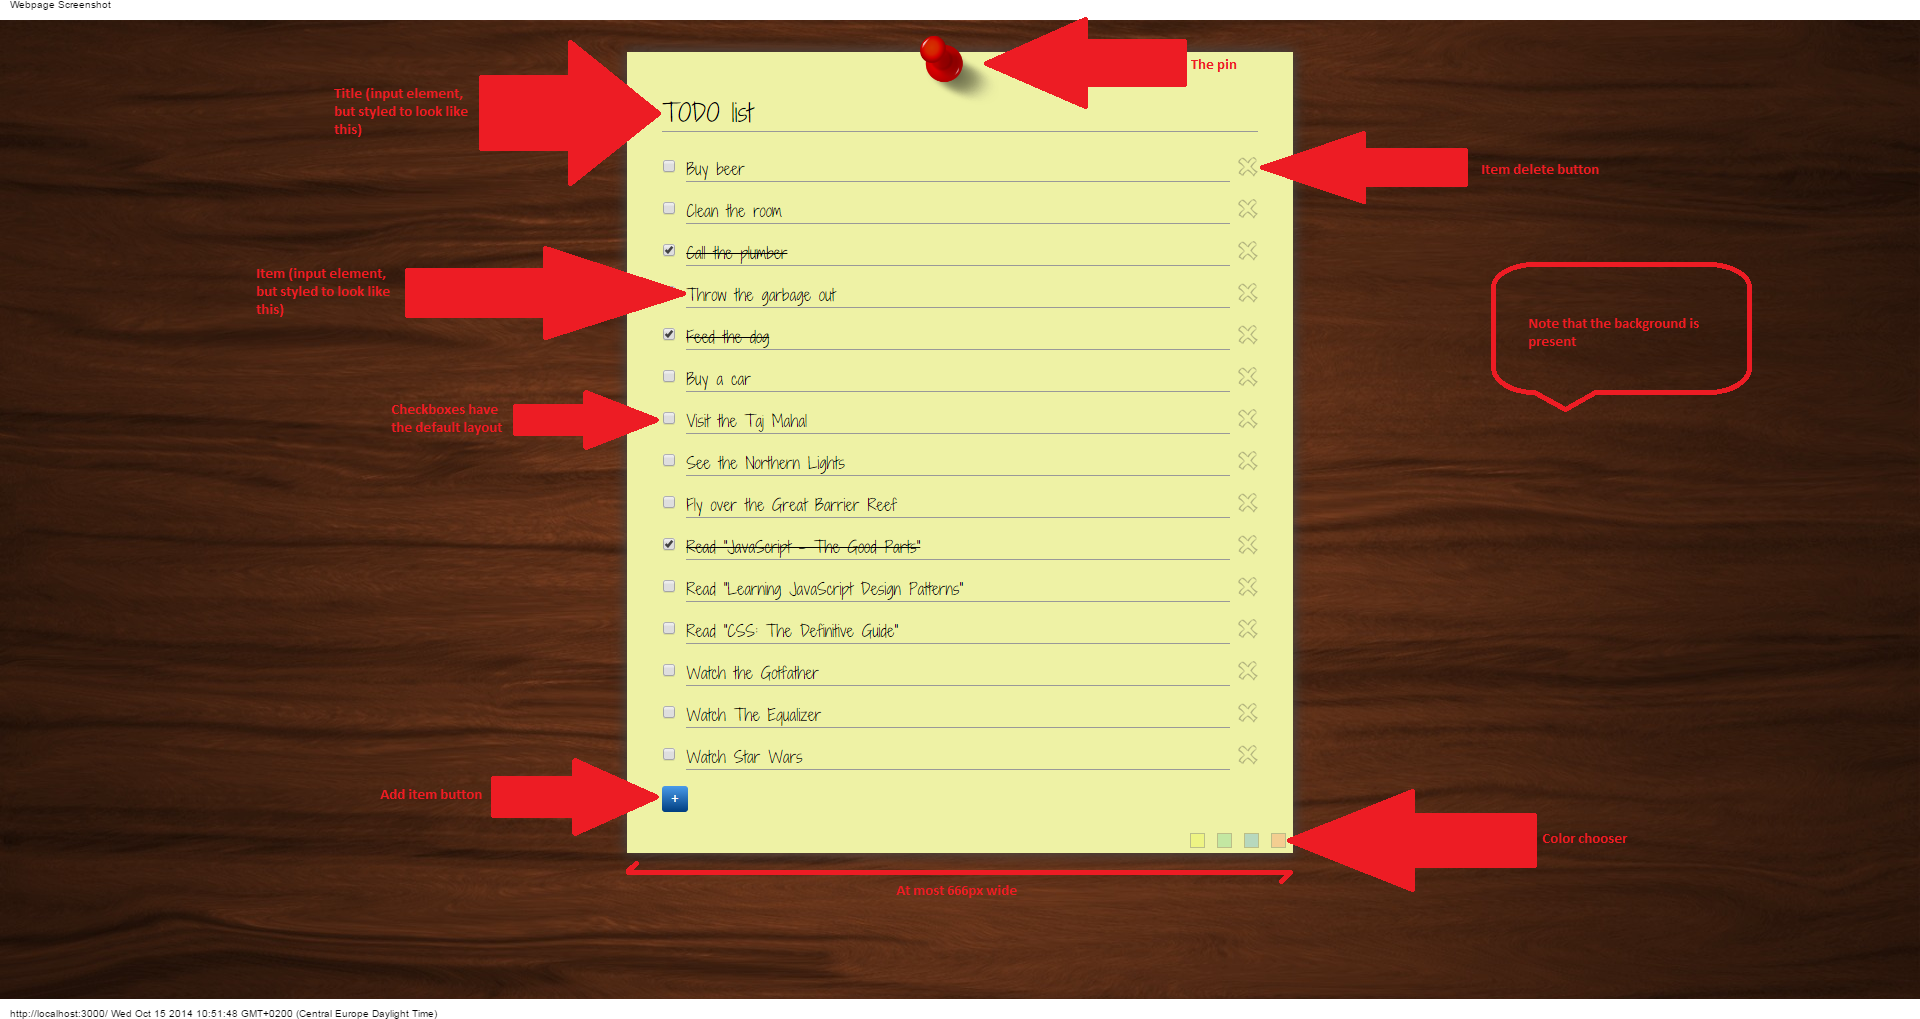 Webpage Screenshot
The pin
Title (input element,
but styled to look like
this)
TODO list
Buy beer
Item delete button
Clean the room
Call the plumber
Item (input element,
but styled to look like
this)
Throw the garbage out
Note that the background is
present
Feed the dog
Buy a car
Checkboxes have
the default layout
Visit the Taj Mahal
See the Northern Lights
Fly over the Great Barrier Reef
Read "JavaScript - The Good Parts"
Read "Learning JavaScript Design Patterns"
Read "CSS: The Definitive Guide"
Watch the Gotfather
Watch The Equalizer
Watch Star Wars
Add item button
+
Color chooser
At most 666px wide
http://localhost:3000/ Wed Oct 15 2014 10:51:48 GMT+0200 (Central Europe Daylight Time)